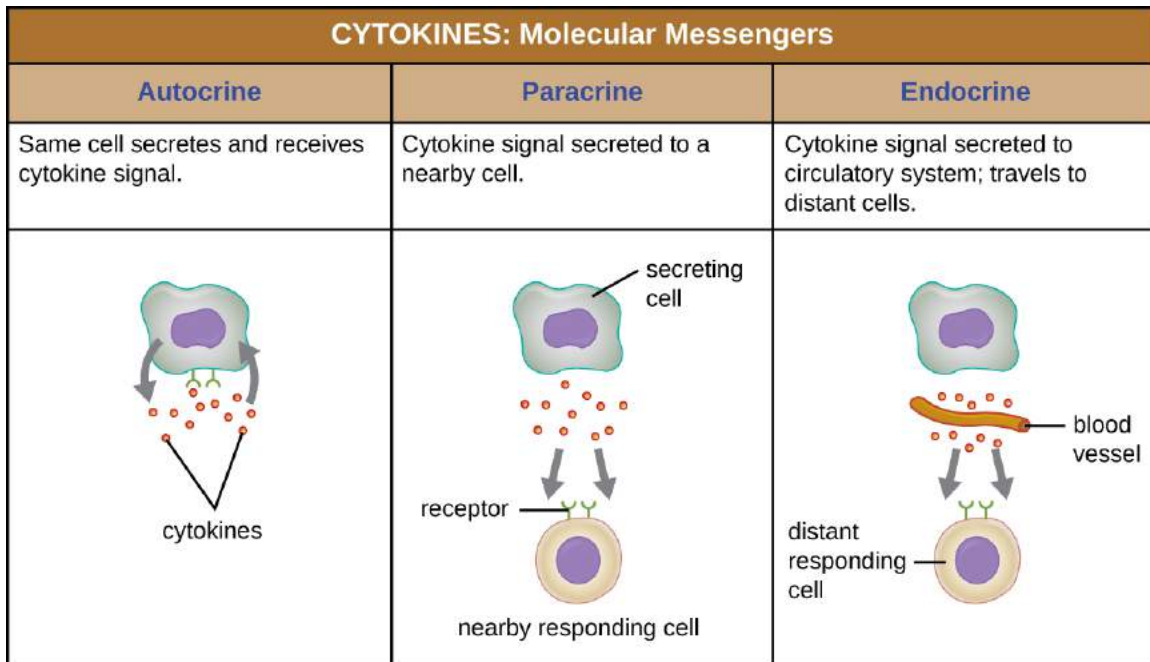 CYTOKINES: Molecular Messengers
Autocrine
Paracrine
Endocrine
Same cell secretes and receives
cytokine signal.
Cytokine signal secreted to a
nearby cell.
Cytokine signal secreted to
circulatory system; travels to
distant cells.
cytokines
secreting
cell
receptor
nearby responding cell
blood
vessel
distant
responding
cell